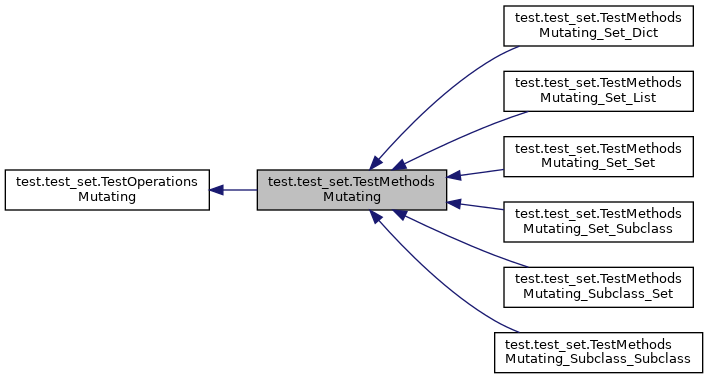 test.test_set.TestMethods
Mutating_Set_Dict
test.test_set.TestMethods
Mutating_Set_List
test.test_set.TestMethods
Mutating_Set_Set
test.test_set.TestOperations
Mutating
test.test_set.TestMethods
Mutating
test.test_set.TestMethods
Mutating_Set_Subclass
test.test_set.TestMethods
Mutating_Subclass_Set
test.test_set.TestMethods
Mutating_Subclass_Subclass